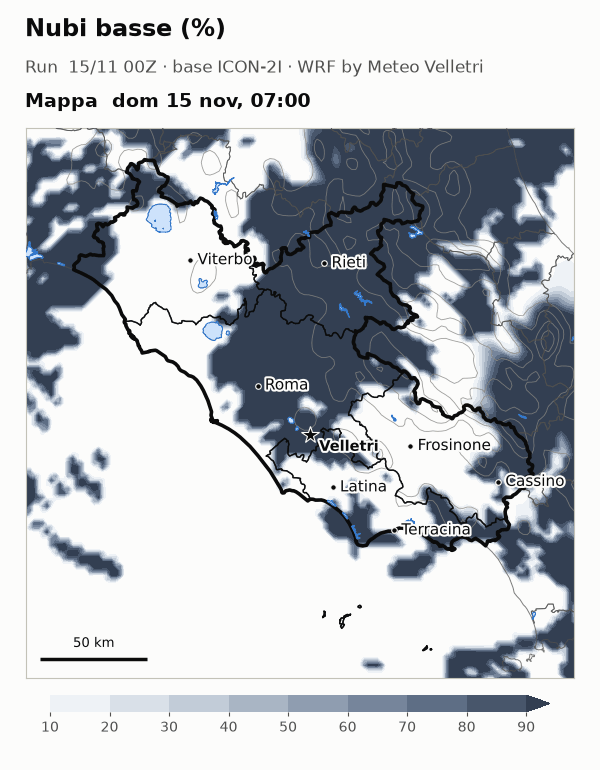 Nubi basse (%)
Run  15/11 00Z · base ICON-2I · WRF by Meteo Velletri
Mappa  dom 15 nov, 07:00
Viterbo
Rieti
Roma
Velletri
Frosinone
Latina
Cassino
Terracina
50 km
10 20 30 40 50 60 70 80 90